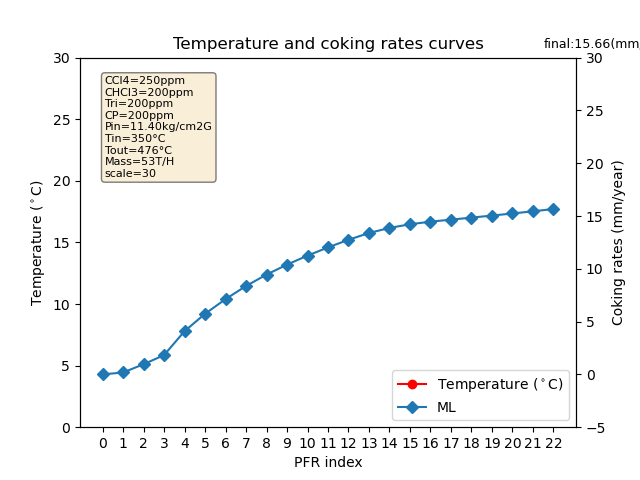 Temperature and coking rates curves
final:15.66(mm
CCl4=250ppm
CHCl3=200ppm
Tri=200ppm
CP=200ppm
Pin=11.40kg/cm2G
Tin=350°C
Tout=476°C
Mass=53T/H
scale=30
30
25
20
15
10
5
0
Temperature (°C)
30
25
20
15
10
5
0
−5
Coking rates (mm/year)
Temperature (°C)
ML
0 1 2 3 4 5 6 7 8 9 10 11 12 13 14 15 16 17 18 19 20 21 22
PFR index